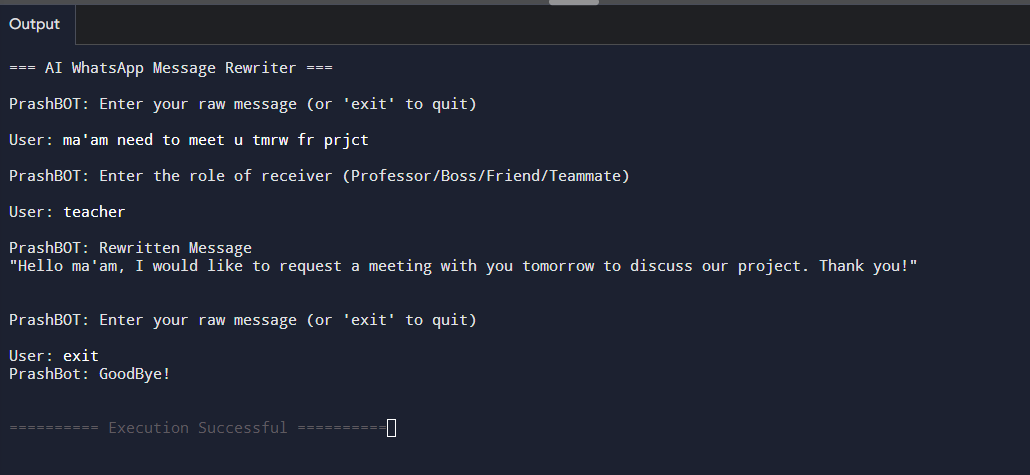 Output
=== AI WhatsApp Message Rewriter ===
PrashBOT: Enter your raw message (or 'exit' to quit)
User: ma'am need to meet u tmrw fr prjct
PrashBOT: Enter the role of receiver (Professor/Boss/Friend/Teammate)
User: teacher
PrashBOT: Rewritten Message
"Hello ma'am, I would like to request a meeting with you tomorrow to discuss our project. Thank you!"
PrashBOT: Enter your raw message (or 'exit' to quit)
User: exit
PrashBot: GoodBye!
========== Execution Successful ==========